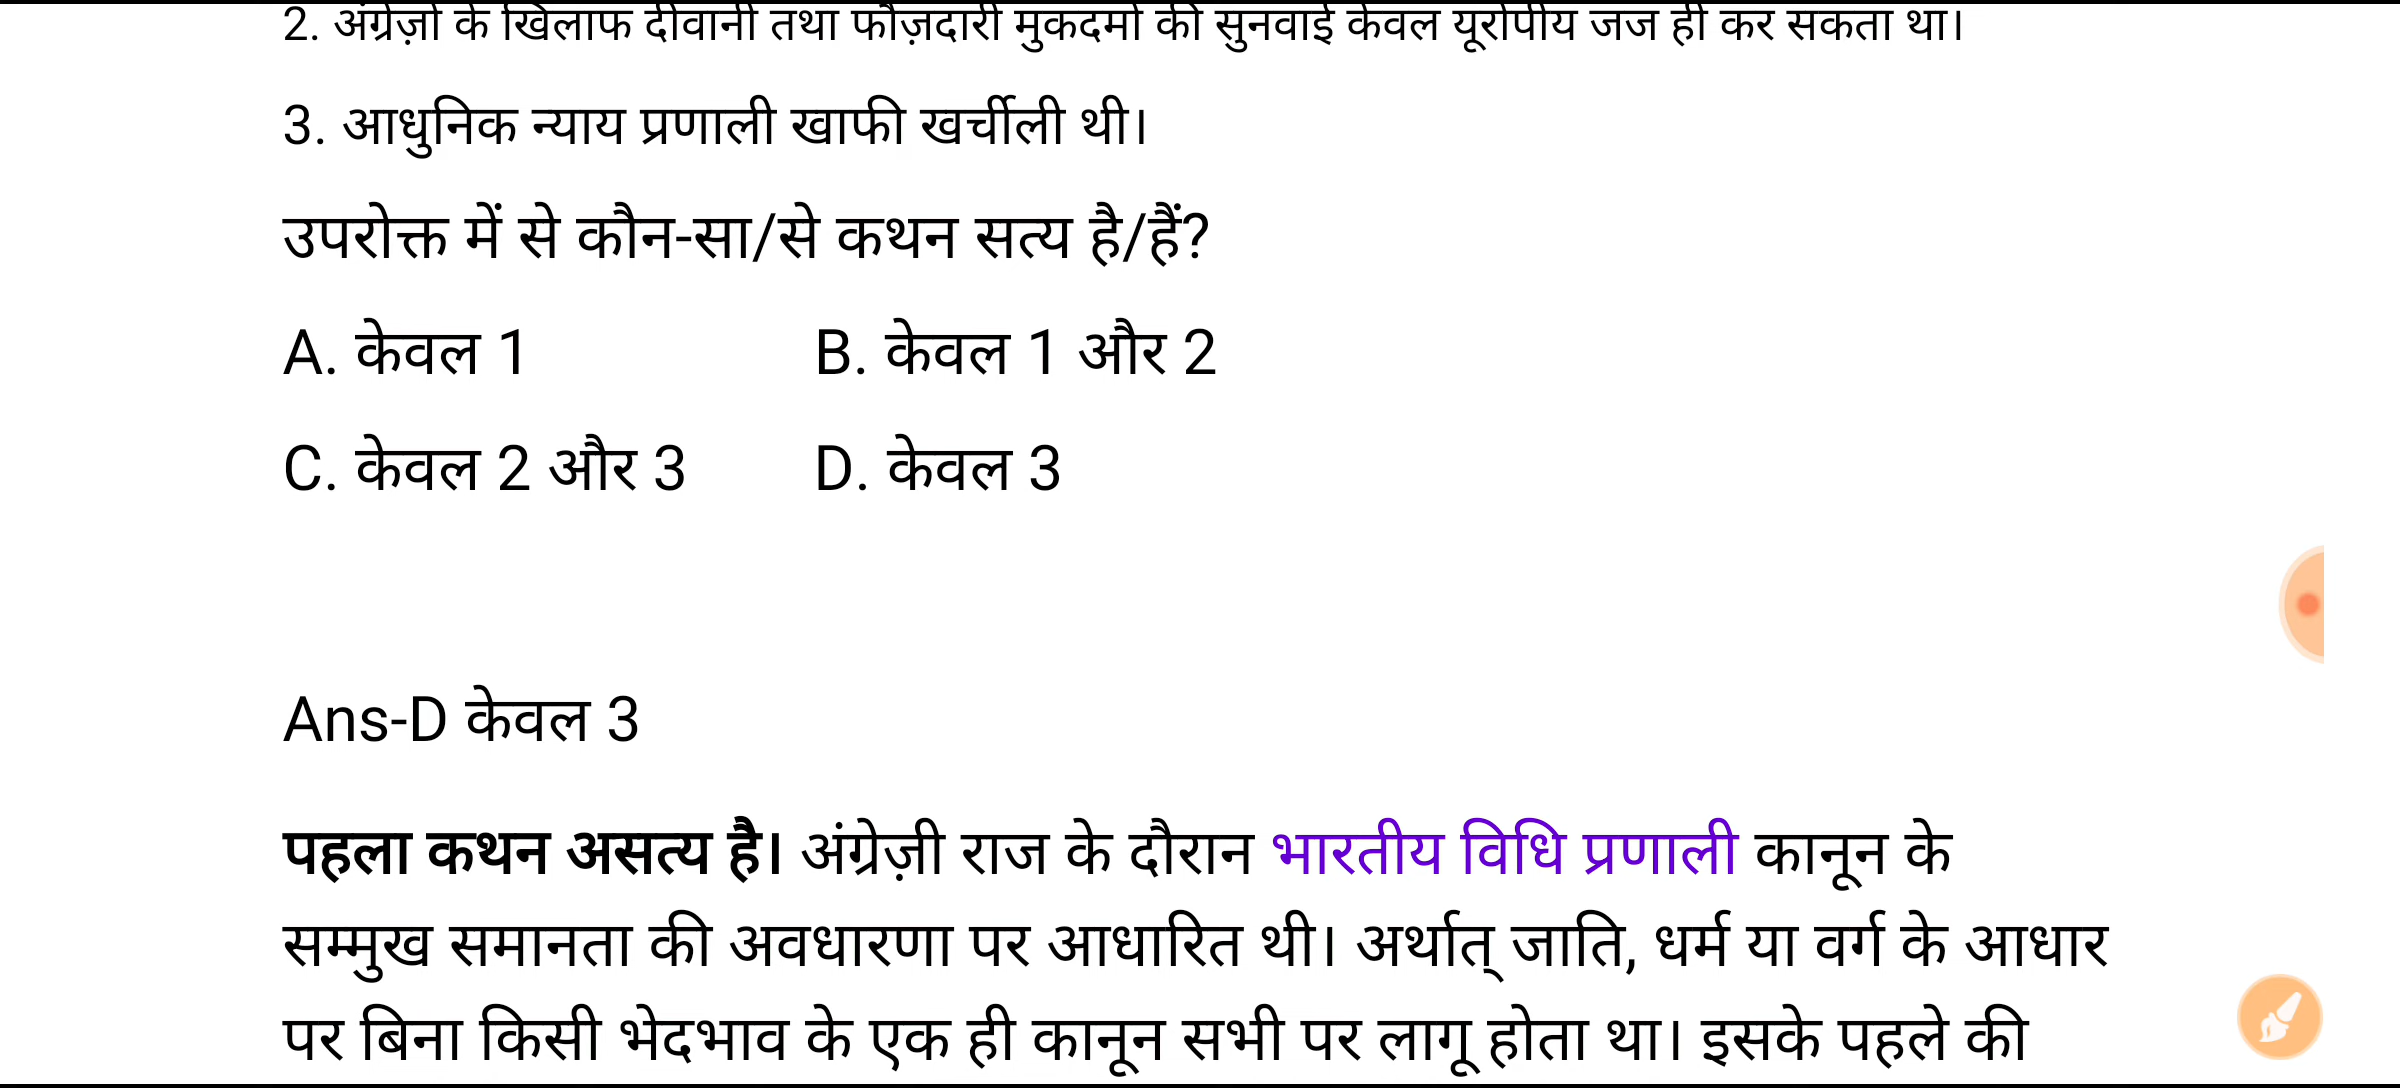 2. अंग्रेज़ों के खिलाफ दीवानी तथा फौज़दारी मुकदमों की सुनवाई केवल यूरोपीय जज ही कर सकता था।
3. आधुनिक न्याय प्रणाली खाफी खर्चीली थी।
उपरोक्त में से कौन-सा/से कथन सत्य है/हैं?
A. केवल 1 B. केवल 1 और 2
C. केवल 2 और 3 D. केवल 3
Ans-D केवल 3
पहला कथन असत्य है। अंग्रेज़ी राज के दौरान भारतीय विधि प्रणाली कानून के
सम्मुख समानता की अवधारणा पर आधारित थी। अर्थात् जाति, धर्म या वर्ग के आधार
पर बिना किसी भेदभाव के एक ही कानून सभी पर लागू होता था। इसके पहले की